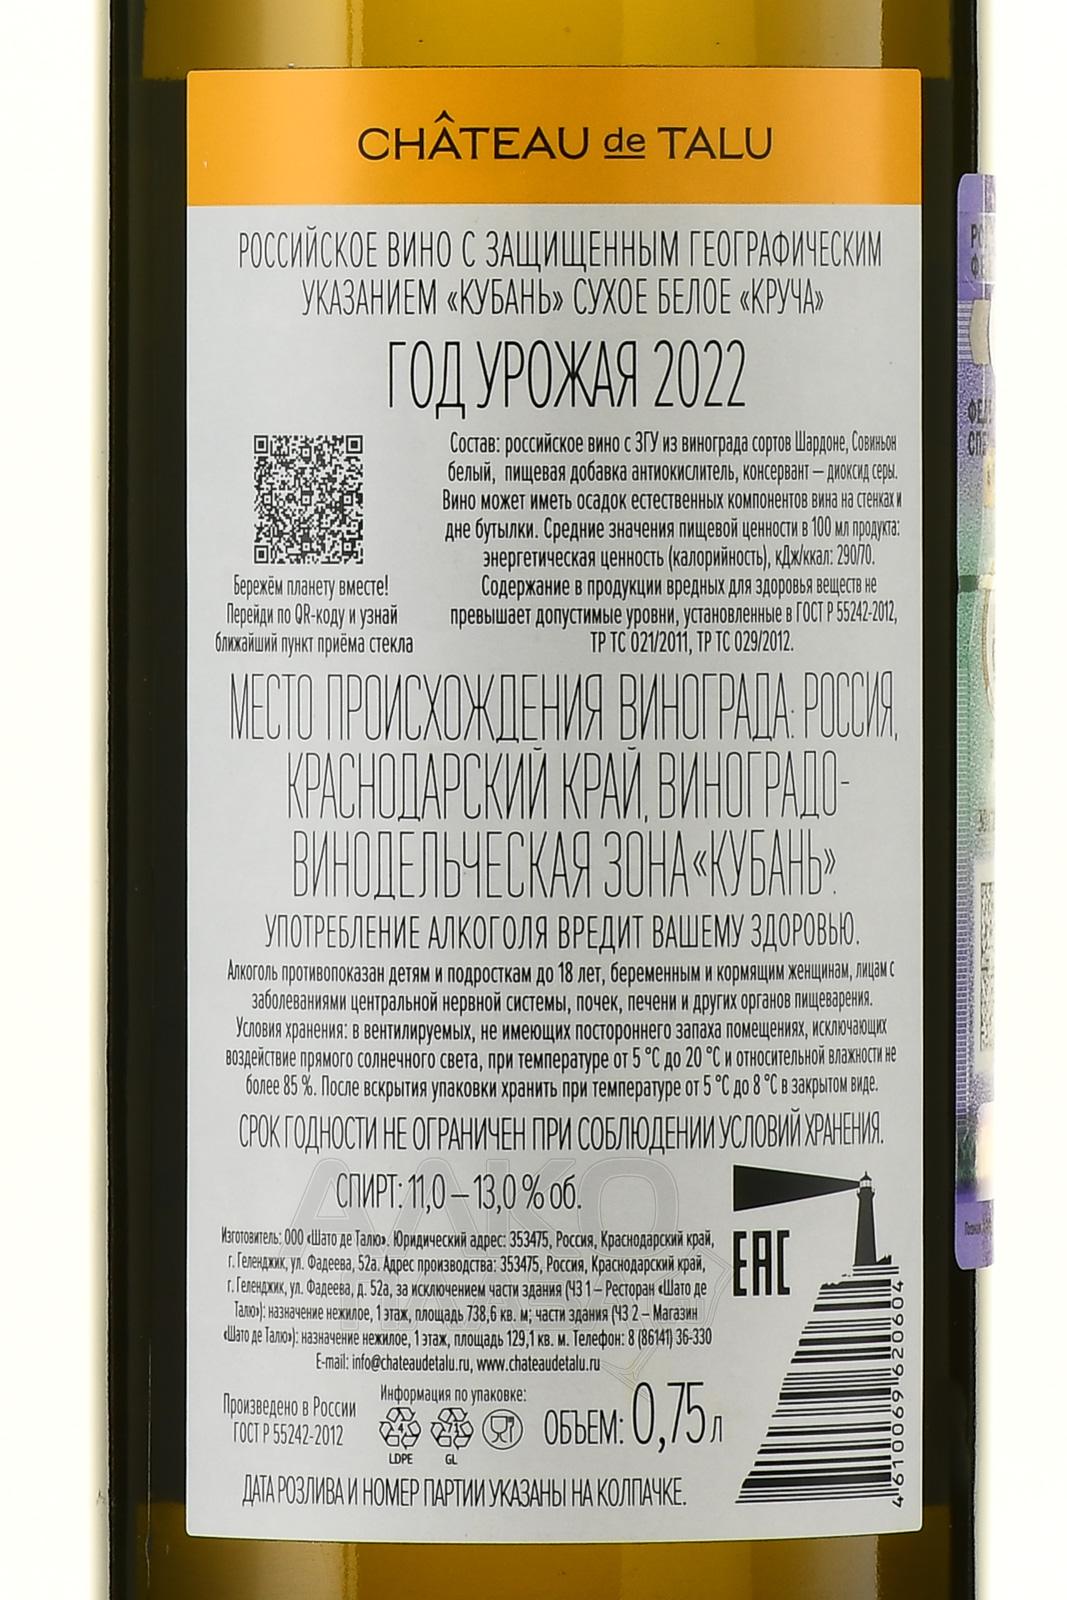 CHÂTEAU de TALU
РОССИЙСКОЕ ВИНО С ЗАЩИЩЕННЫМ ГЕОГРАФИЧЕСКИМ
УКАЗАНИЕМ «КУБАНЬ» СУХОЕ БЕЛОЕ «КРУЧА»
ГОД УРОЖАЯ 2022
Состав: российское вино с ЗГУ из винограда сортов Шардоне, Совиньон
белый, пищевая добавка антиокислитель, консервант – диоксид серы.
Вино может иметь осадок естественных компонентов вина на стенках и
дне бутылки. Средние значения пищевой ценности в 100 мл продукта:
энергетическая ценность (калорийность), кДж/ккал: 290/70.
Содержание в продукции вредных для здоровья веществ не
превышает допустимые уровни, установленные в ГОСТ Р 55242-2012,
ТР ТС 021/2011, ТР ТС 029/2012.
Бережём планету вместе!
Перейди по QR-коду и узнай
ближайший пункт приёма стекла
МЕСТО ПРОИСХОЖДЕНИЯ ВИНОГРАДА: РОССИЯ,
КРАСНОДАРСКИЙ КРАЙ, ВИНОГРАДО-
ВИНОДЕЛЬЧЕСКАЯ ЗОНА «КУБАНЬ».
УПОТРЕБЛЕНИЕ АЛКОГОЛЯ ВРЕДИТ ВАШЕМУ ЗДОРОВЬЮ.
Алкоголь противопоказан детям и подросткам до 18 лет, беременным и кормящим женщинам, лицам с
заболеваниями центральной нервной системы, почек, печени и других органов пищеварения.
Условия хранения: в вентилируемых, не имеющих постороннего запаха помещениях, исключающих
воздействие прямого солнечного света, при температуре от 5 °С до 20 °С и относительной влажности не
более 85 %. После вскрытия упаковки хранить при температуре от 5 °С до 8 °С в закрытом виде.
СРОК ГОДНОСТИ НЕ ОГРАНИЧЕН ПРИ СОБЛЮДЕНИИ УСЛОВИЙ ХРАНЕНИЯ.
СПИРТ: 11,0 – 13,0 % об.
Изготовитель: ООО «Шато де Талю». Юридический адрес: 353475, Россия, Краснодарский край,
г. Геленджик, ул. Фадеева, 52а. Адрес производства: 353475, Россия, Краснодарский край,
г. Геленджик, ул. Фадеева, д. 52а, за исключением части здания (ЧЗ 1 – Ресторан «Шато де
Талю»): назначение нежилое, 1 этаж, площадь 738,6 кв. м; части здания (ЧЗ 2 – Магазин
«Шато де Талю»): назначение нежилое, 1 этаж, площадь 129,1 кв. м. Телефон: 8 (86141) 36-330
E-mail: info@chateaudetalu.ru, www.chateaudetalu.ru
EAC
4610069620604
Произведено в России
ГОСТ Р 55242-2012
Информация по упаковке:
4
LDPE
71
GL
ОБЪЕМ: 0,75 л
ДАТА РОЗЛИВА И НОМЕР ПАРТИИ УКАЗАНЫ НА КОЛПАЧКЕ.